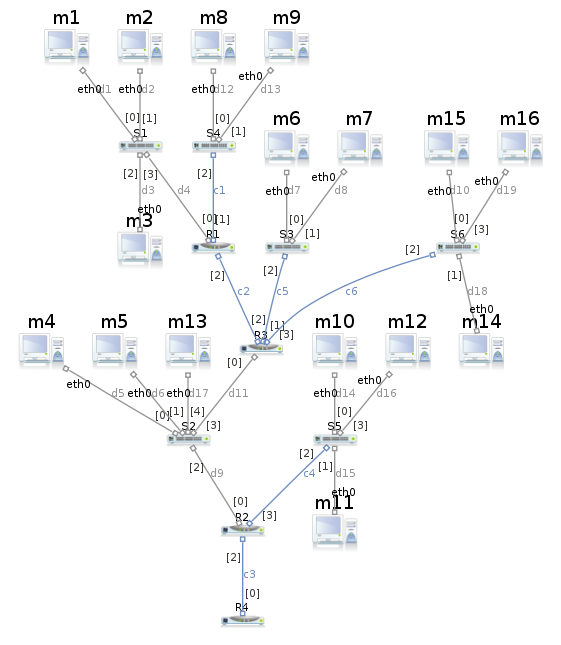 m1 m2 m8 m9
eth0 d1 eth0 d2 eth0 d12 eth0 d13
[0] [1] [0] [1]
S1 S4
m6 m7 m15 m16
[2] [3] [2]
eth0 d7 eth0 d8 eth0 d10 eth0 d19
d3 d4 c1
eth0
m3
[0] [1] [0] [1] [0] [3]
R1 S3 S6
[2] [2] [2] [1]
c2 c5 c6 d18
eth0
m4 m5 m13 m10 m12 m14
[2] [1] [3]
R3
[0]
eth0 d5 eth0 d6 eth0 d17 d11 eth0 d14 eth0 d16
[0] [1] [4] [3] [0] [3]
S2 S5
[2] [2] [1]
d9 c4 d15
eth0
m11
[0] [3]
R2
[2]
c3
[0]
R4